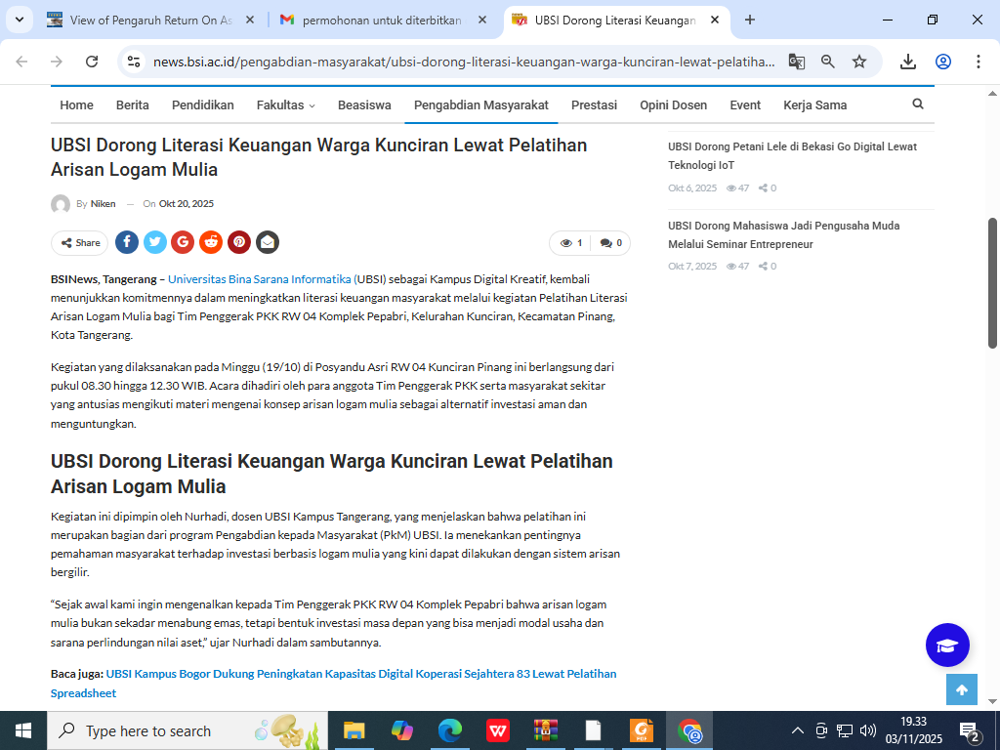 View of Pengaruh Return On As
permohonan untuk diterbitkan
UBSI Dorong Literasi Keuangan
news.bsi.ac.id/pengabdian-masyarakat/ubsi-dorong-literasi-keuangan-warga-kunciran-lewat-pelatiha...
Home Berita Pendidikan Fakultas Beasiswa Pengabdian Masyarakat Prestasi Opini Dosen Event Kerja Sama
UBSI Dorong Literasi Keuangan Warga Kunciran Lewat Pelatihan
Arisan Logam Mulia
By Niken — On Okt 20, 2025
Share
1 0
BSINews, Tangerang – Universitas Bina Sarana Informatika (UBSI) sebagai Kampus Digital Kreatif, kembali
menunjukkan komitmennya dalam meningkatkan literasi keuangan masyarakat melalui kegiatan Pelatihan Literasi
Arisan Logam Mulia bagi Tim Penggerak PKK RW 04 Komplek Pepabri, Kelurahan Kunciran, Kecamatan Pinang,
Kota Tangerang.
Kegiatan yang dilaksanakan pada Minggu (19/10) di Posyandu Asri RW 04 Kunciran Pinang ini berlangsung dari
pukul 08.30 hingga 12.30 WIB. Acara dihadiri oleh para anggota Tim Penggerak PKK serta masyarakat sekitar
yang antusias mengikuti materi mengenai konsep arisan logam mulia sebagai alternatif investasi aman dan
menguntungkan.
UBSI Dorong Literasi Keuangan Warga Kunciran Lewat Pelatihan
Arisan Logam Mulia
Kegiatan ini dipimpin oleh Nurhadi, dosen UBSI Kampus Tangerang, yang menjelaskan bahwa pelatihan ini
merupakan bagian dari program Pengabdian kepada Masyarakat (PkM) UBSI. Ia menekankan pentingnya
pemahaman masyarakat terhadap investasi berbasis logam mulia yang kini dapat dilakukan dengan sistem arisan
bergilir.
“Sejak awal kami ingin mengenalkan kepada Tim Penggerak PKK RW 04 Komplek Pepabri bahwa arisan logam
mulia bukan sekadar menabung emas, tetapi bentuk investasi masa depan yang bisa menjadi modal usaha dan
sarana perlindungan nilai aset,” ujar Nurhadi dalam sambutannya.
Baca juga: UBSI Kampus Bogor Dukung Peningkatan Kapasitas Digital Koperasi Sejahtera 83 Lewat Pelatihan
Spreadsheet
UBSI Dorong Petani Lele di Bekasi Go Digital Lewat
Teknologi IoT
Okt 6, 2025 47 0
UBSI Dorong Mahasiswa Jadi Pengusaha Muda
Melalui Seminar Entrepreneur
Okt 7, 2025 47 0
Type here to search
19.33
03/11/2025
2